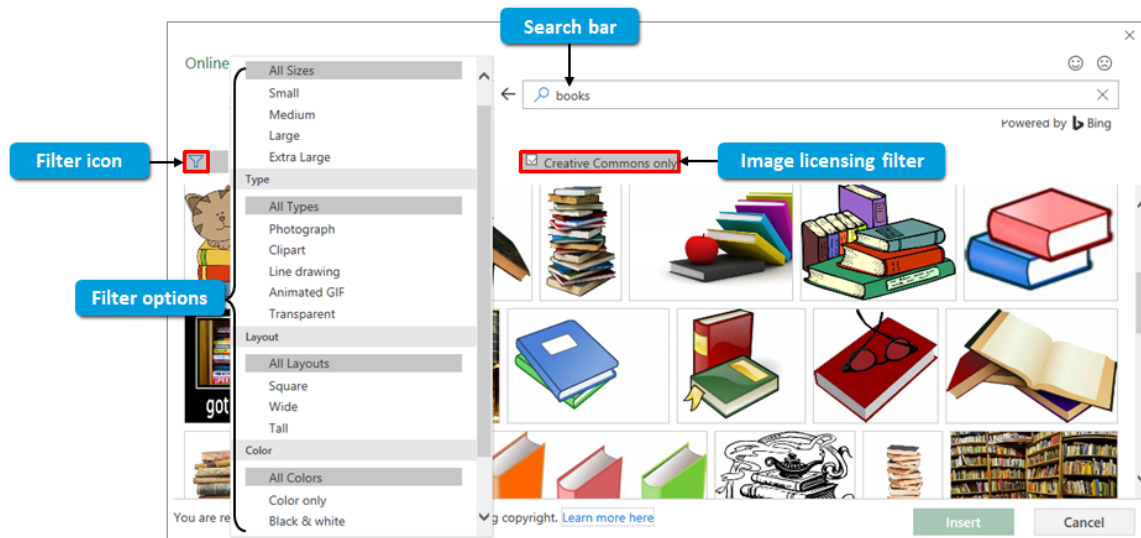 Search bar
Online
All Sizes
Small
Medium
Large
Extra Large
Type
All Types
Photograph
Clipart
Line drawing
Animated GIF
Transparent
Layout
All Layouts
Square
Wide
Tall
Color
All Colors
Color only
Black & white
books
Powered by Bing
Filter icon
Creative Commons only
Image licensing filter
Filter options
got
You are re
g copyright. Learn more here
Insert
Cancel